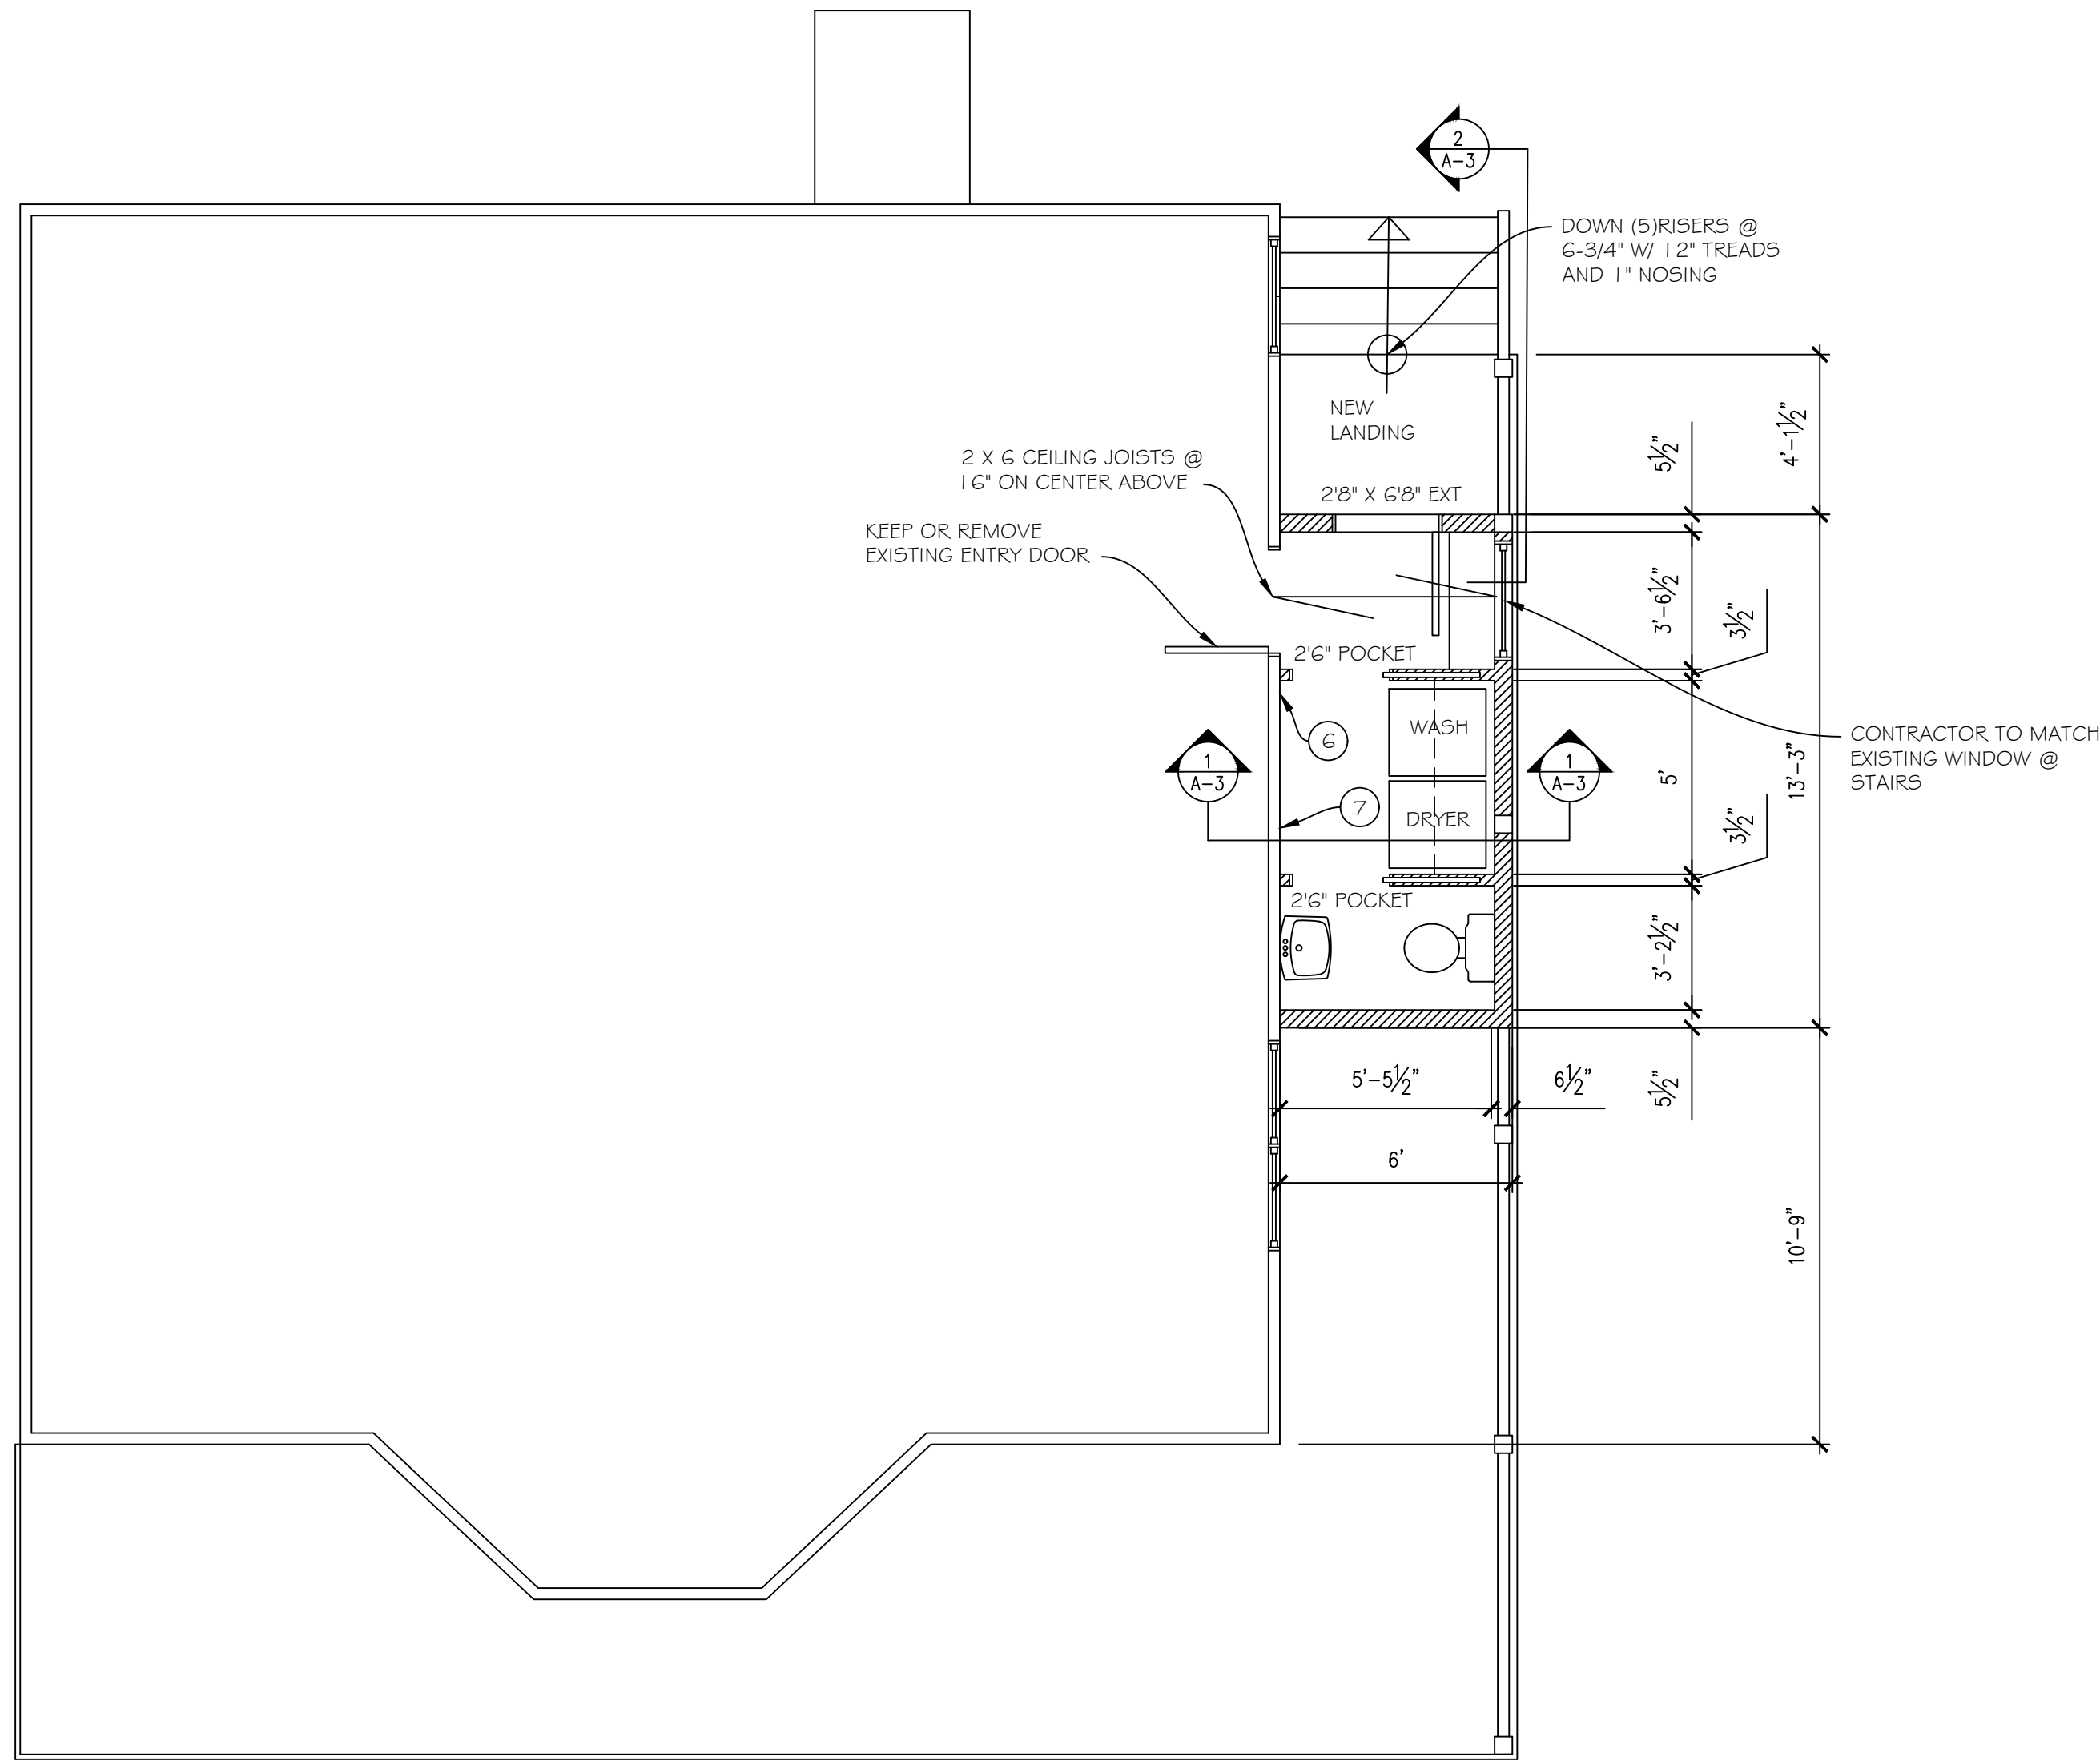 2
A-3
DOWN (5)RISERS @
6-3/4" W/ 12" TREADS
AND 1" NOSING
NEW
LANDING
5½"
4'-1½"
2 X 6 CEILING JOISTS @
16" ON CENTER ABOVE
2'8" X 6'8" EXT
KEEP OR REMOVE
EXISTING ENTRY DOOR
3'-6½"
3½"
2'6" POCKET
WASH
6
1
A-3
1
A-3
CONTRACTOR TO MATCH
EXISTING WINDOW @
STAIRS
5'
13'-3"
7
DRYER
3½"
2'6" POCKET
3'-2½"
5'-5½"
6½"
5½"
6'
10'-9"